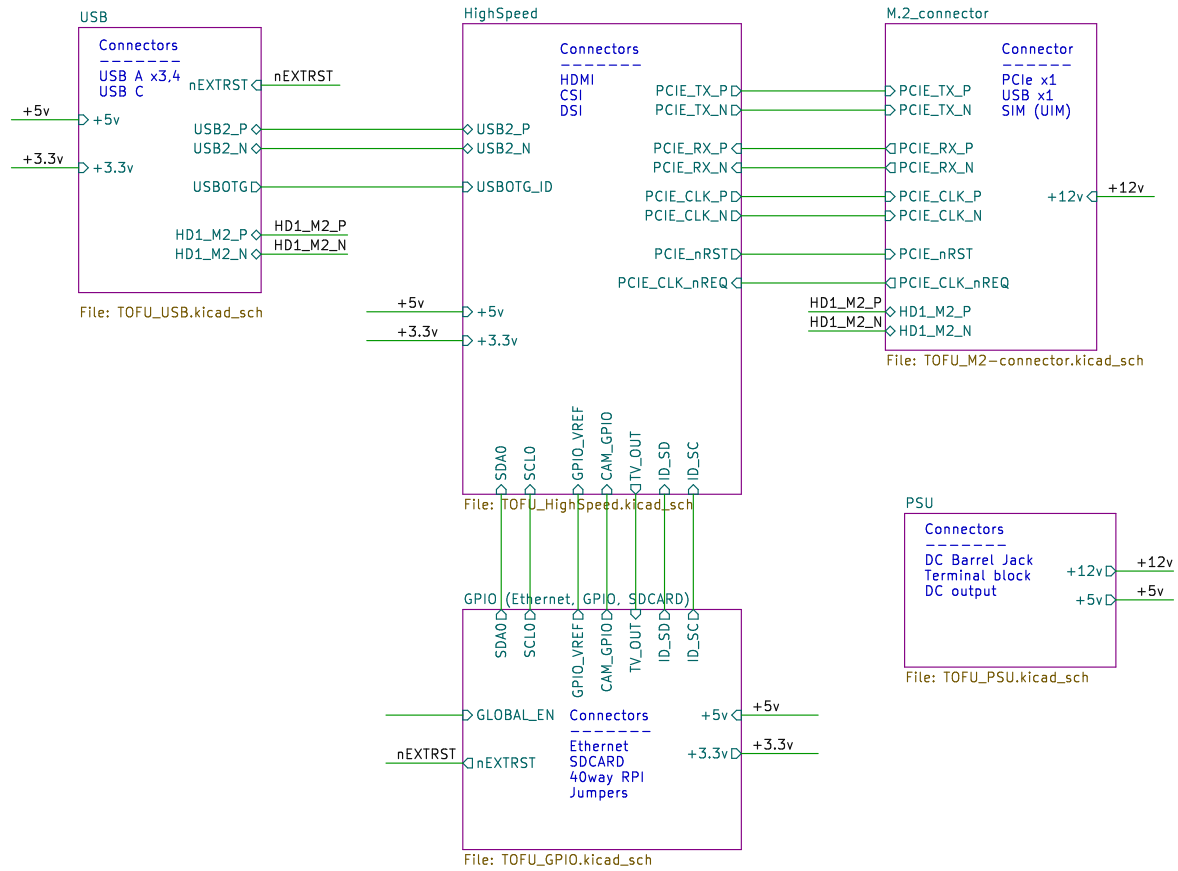 USB
Connectors
-------
USB A x3,4
USB C
nEXTRST
nEXTRST
+5v
+5v
+3.3v
+3.3v
USB2_P
USB2_N
USBOTG
HD1_M2_P
HD1_M2_P
HD1_M2_N
HD1_M2_N
File: TOFU_USB.kicad_sch
HighSpeed
Connectors
-------
HDMI
CSI
DSI
USB2_P
USB2_N
USBOTG_ID
+5v
+5v
+3.3v
+3.3v
PCIE_TX_P
PCIE_TX_N
PCIE_RX_P
PCIE_RX_N
PCIE_CLK_P
PCIE_CLK_N
PCIE_nRST
PCIE_CLK_nREQ
SDA0
SCL0
GPIO_VREF
CAM_GPIO
TV_OUT
ID_SD
ID_SC
File: TOFU_HighSpeed.kicad_sch
M.2_connector
Connector
------
PCIe x1
USB x1
SIM (UIM)
PCIE_TX_P
PCIE_TX_N
PCIE_RX_P
PCIE_RX_N
PCIE_CLK_P
PCIE_CLK_N
PCIE_nRST
PCIE_CLK_nREQ
+12v
+12v
HD1_M2_P
HD1_M2_P
HD1_M2_N
HD1_M2_N
File: TOFU_M2-connector.kicad_sch
PSU
Connectors
-------
DC Barrel Jack
Terminal block
DC output
+12v
+12v
+5v
+5v
File: TOFU_PSU.kicad_sch
GPIO (Ethernet, GPIO, SDCARD)
SDA0
SCL0
GPIO_VREF
CAM_GPIO
TV_OUT
ID_SD
ID_SC
GLOBAL_EN
nEXTRST
nEXTRST
Connectors
-------
Ethernet
SDCARD
40way RPI
Jumpers
+5v
+5v
+3.3v
+3.3v
File: TOFU_GPIO.kicad_sch